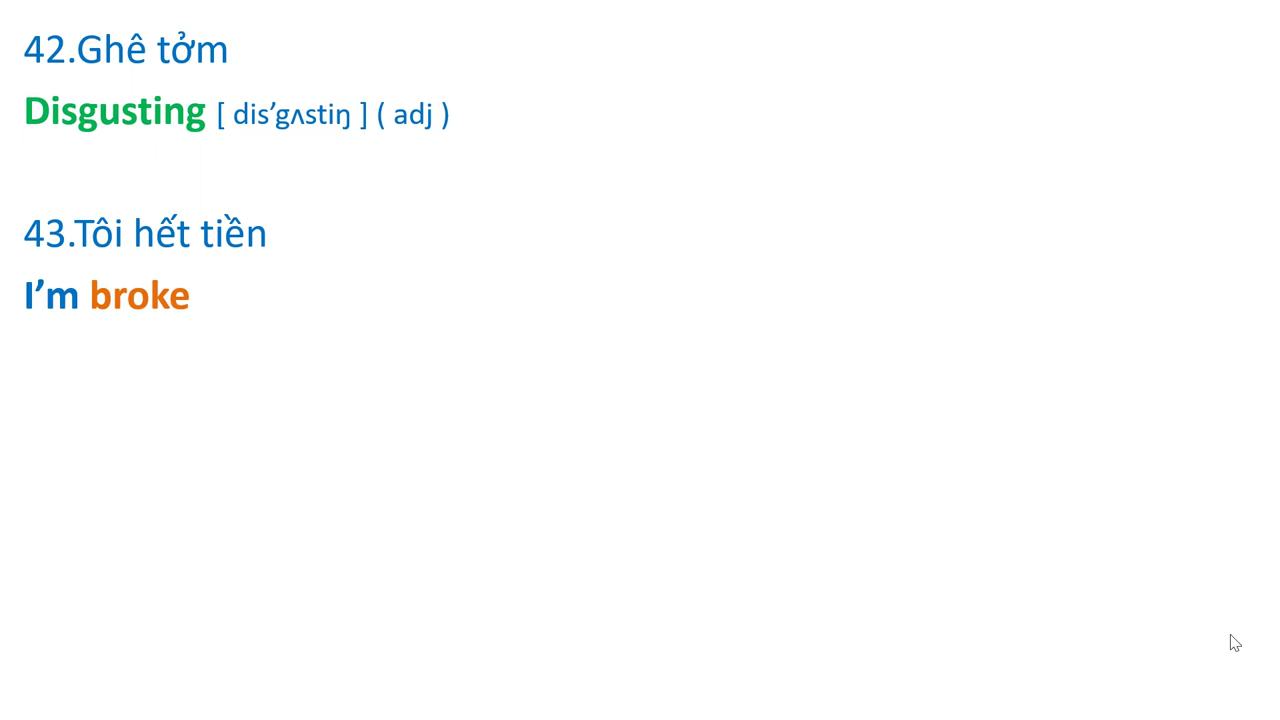 42.Ghê tởm
Disgusting [ dis’gʌstiŋ ] ( adj )
43.Tôi hết tiền
I’m broke